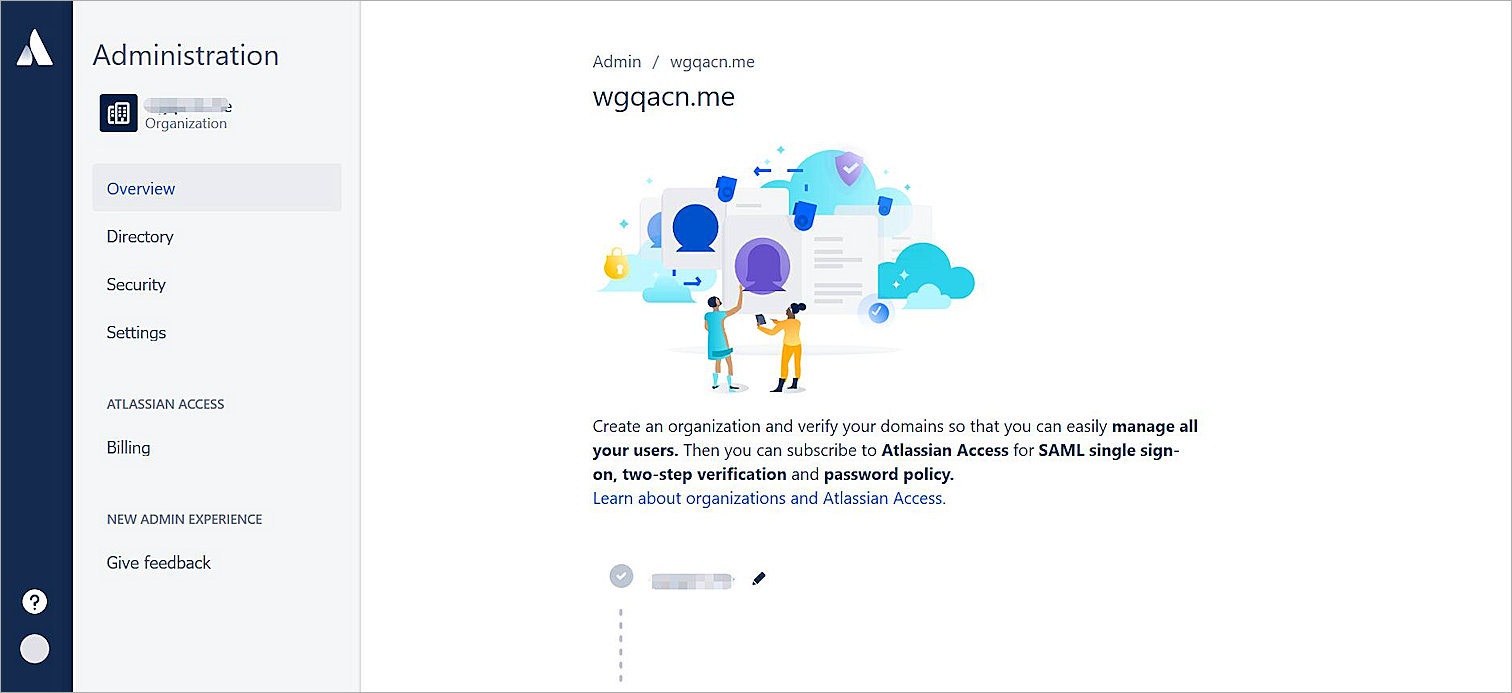 Administration
Organization
Overview
Directory
Security
Settings
ATLASSIAN ACCESS
Billing
NEW ADMIN EXPERIENCE
Give feedback
?
Admin / wgqacn.me
wgqacn.me
Create an organization and verify your domains so that you can easily manage all
your users. Then you can subscribe to Atlassian Access for SAML single sign-
on, two-step verification and password policy.
Learn about organizations and Atlassian Access.